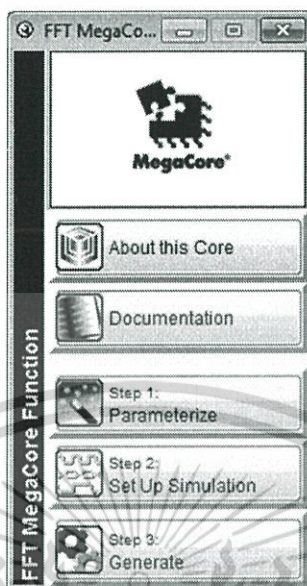 FFT MegaCo...
MegaCore®
About this Core
Documentation
Step 1:
Parameterize
Step 2:
Set Up Simulation
Step 3:
Generate
FFT MegaCore Function